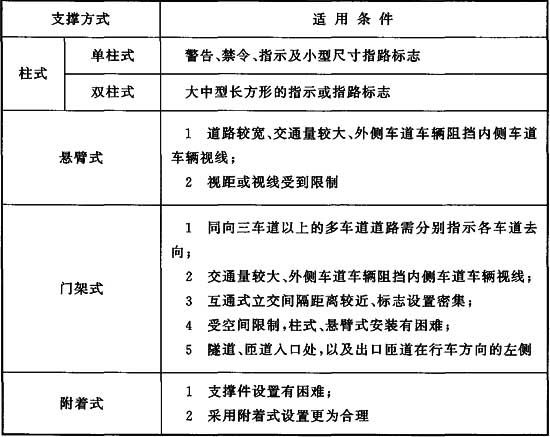 支撑方式 适用条件
柱式 单柱式 警告、禁令、指示及小型尺寸指路标志
双柱式 大中型长方形的指示或指路标志
悬臂式
1 道路较宽、交通量较大、外侧车道车辆阻挡内侧车道
车辆视线；
2 视距或视线受到限制
门架式
1 同向三车道以上的多车道道路需分别指示各车道去
向；
2 交通量较大、外侧车道车辆阻挡内侧车道车辆视线；
3 互通式立交间隔距离较近、标志设置密集；
4 受空间限制，柱式、悬臂式安装有困难；
5 隧道、匝道入口处，以及出口匝道在行车方向的左侧
附着式
1 支撑件设置有困难；
2 采用附着式设置更为合理